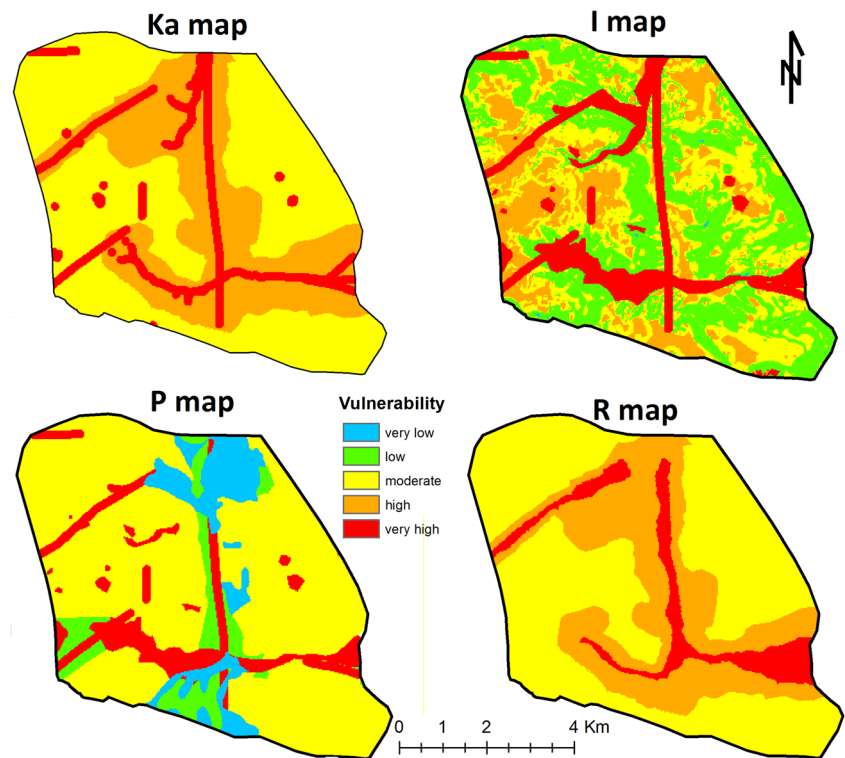 Ka map
I map
N
P map
Vulnerability
very low
low
moderate
high
very high
R map
0 1 2 4 Km